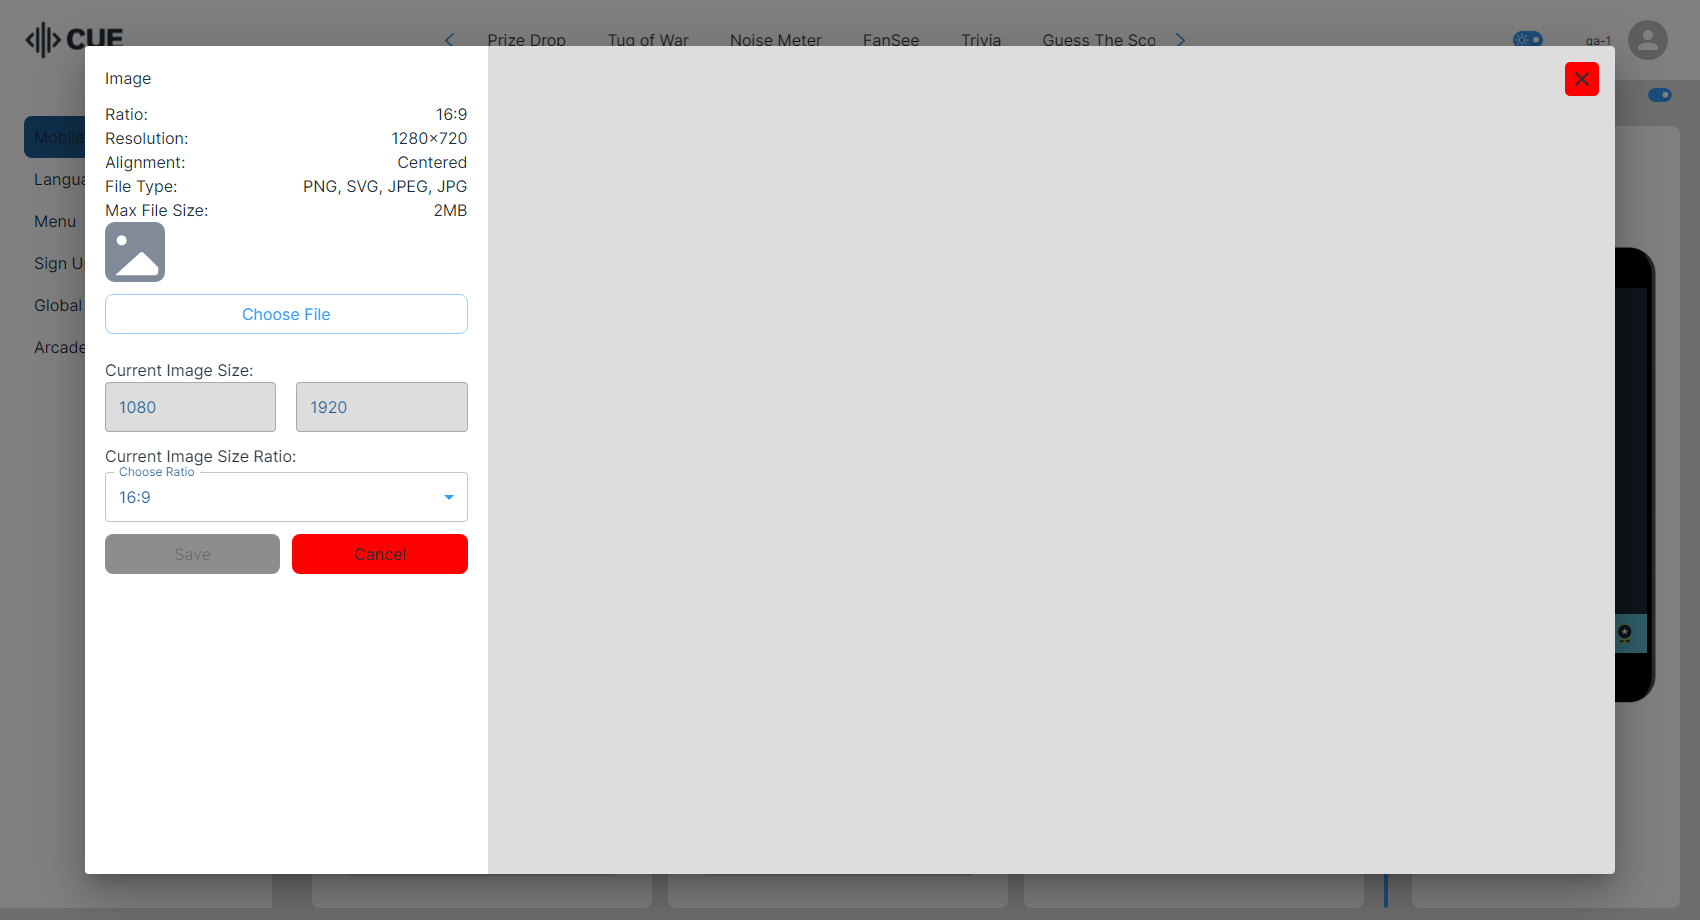 CUE
Prize Drop Tug of War Noise Meter FanSee Trivia Guess The Sco
qa-1
Mobile
Langua
Menu
Sign Up
Global
Arcade
Image
Ratio: 16:9
Resolution: 1280x720
Alignment: Centered
File Type: PNG, SVG, JPEG, JPG
Max File Size: 2MB
Choose File
Current Image Size:
1080 1920
Current Image Size Ratio:
Choose Ratio
16:9
Save Cancel